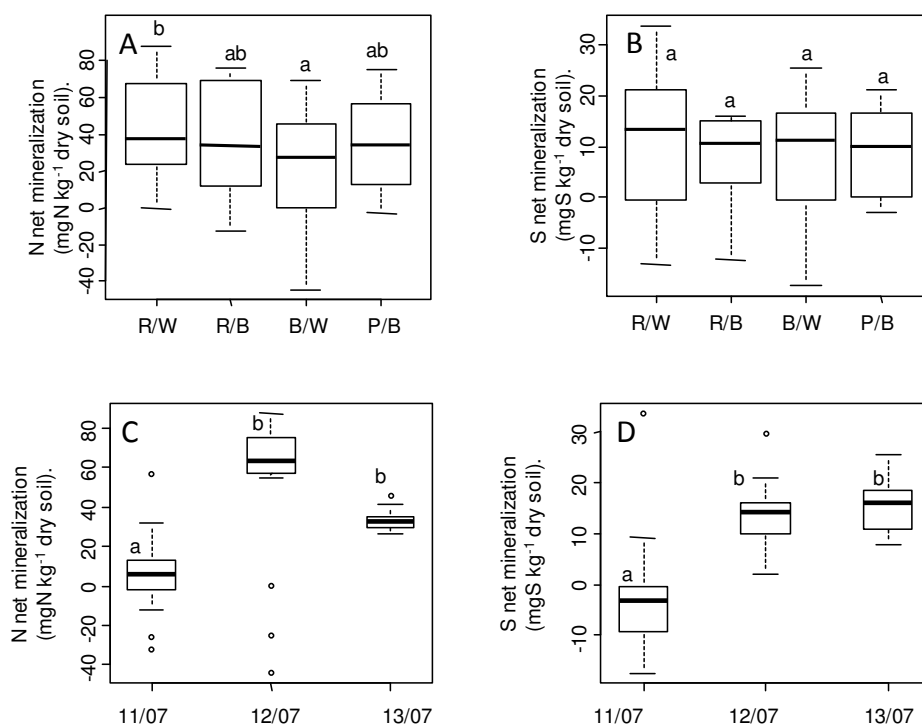 A
b
ab
a
ab
N net mineralization
(mgN kg⁻¹ dry soil).
80
60
40
20
0
-40
R/W R/B B/W P/B
B
a
a
a
a
S net mineralization
(mgS kg⁻¹ dry soil).
30
20
10
0
-10
R/W R/B B/W P/B
C
a
b
b
N net mineralization
(mgN kg⁻¹ dry soil).
80
60
40
20
0
-20
-40
11/07 12/07 13/07
D
a
b
b
S net mineralization
(mgS kg⁻¹ dry soil).
30
20
10
0
-10
11/07 12/07 13/07